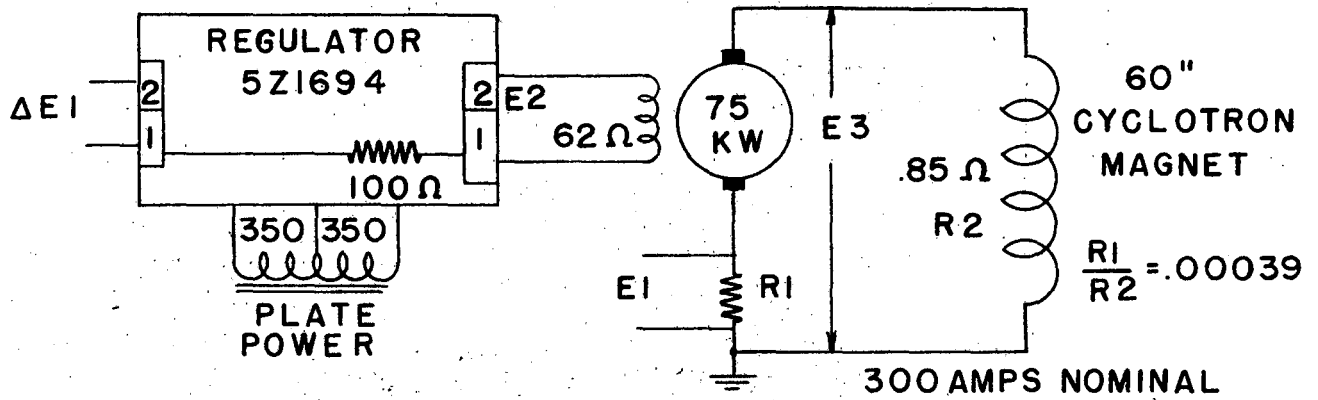 REGULATOR
5Z1694
ΔE1
2
1
2
1
E2
100Ω
62Ω
350 350
PLATE
POWER
75
KW
E3
E1
R1
.85 Ω
R2
60"
CYCLOTRON
MAGNET
R1
R2
=.00039
300 AMPS NOMINAL